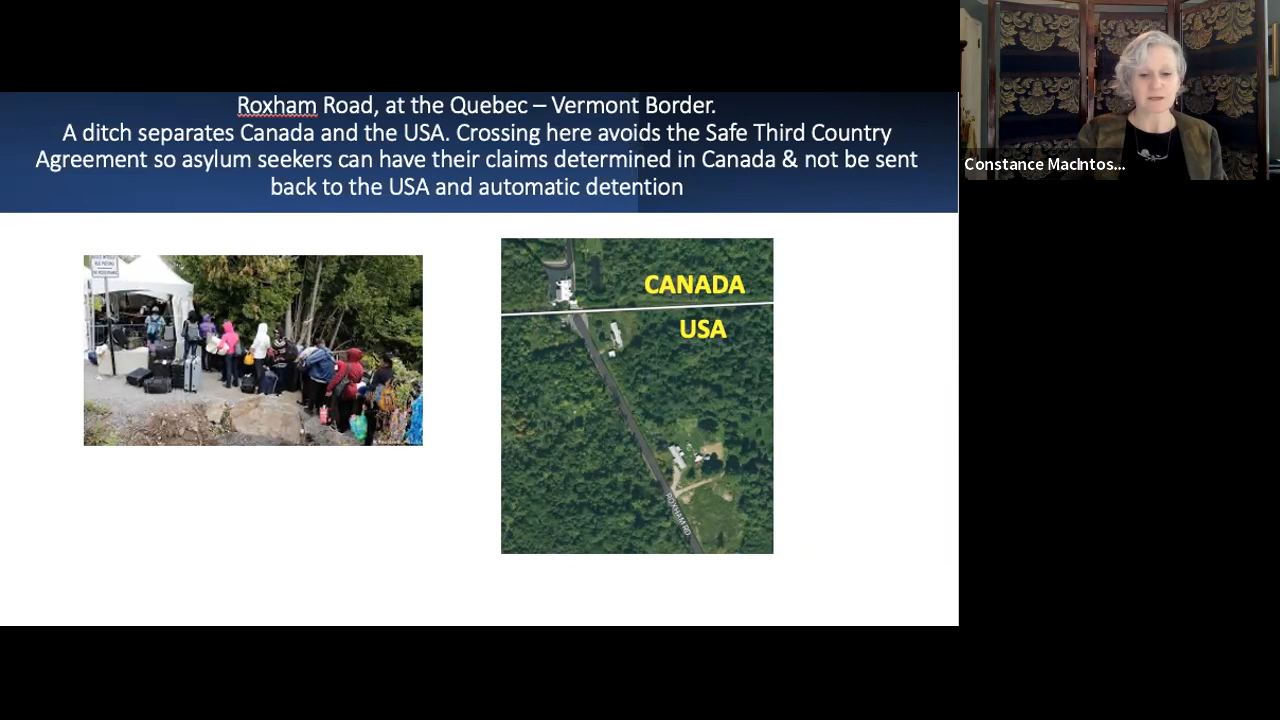 Roxham Road, at the Quebec – Vermont Border.
A ditch separates Canada and the USA. Crossing here avoids the Safe Third Country
Agreement so asylum seekers can have their claims determined in Canada & not be sent
back to the USA and automatic detention
Constance MacIntos...
CANADA
USA
ROXHAM RD